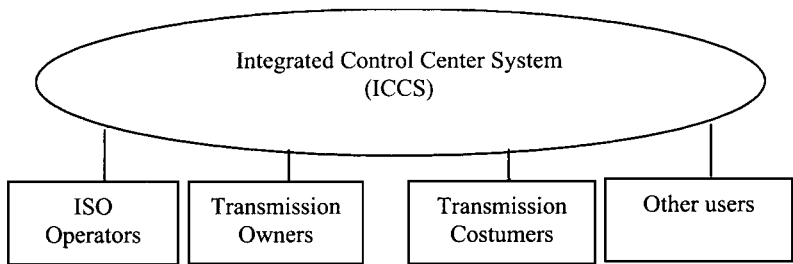 Integrated Control Center System
(ICCS)
ISO
Operators
Transmission
Owners
Transmission
Costumers
Other users